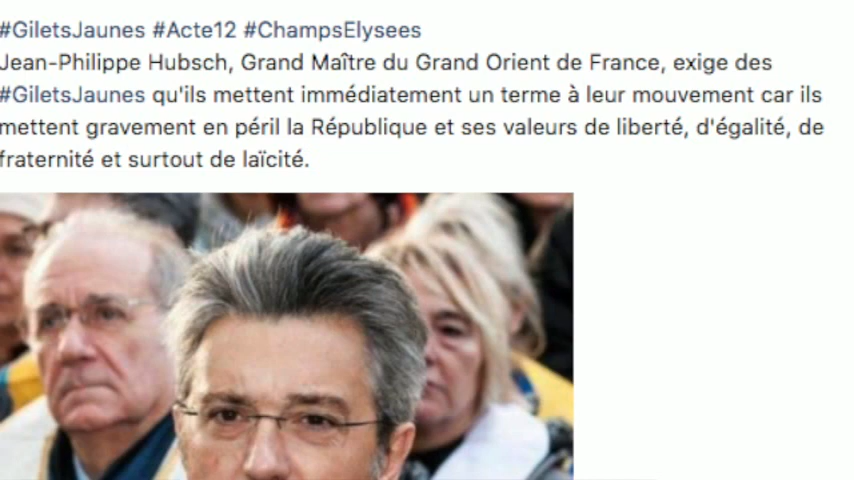 #GiletsJaunes #Acte12 #ChampsElysees
Jean-Philippe Hubsch, Grand Maître du Grand Orient de France, exige des
#GiletsJaunes qu'ils mettent immédiatement un terme à leur mouvement car ils
mettent gravement en péril la République et ses valeurs de liberté, d'égalité, de
fraternité et surtout de laïcité.